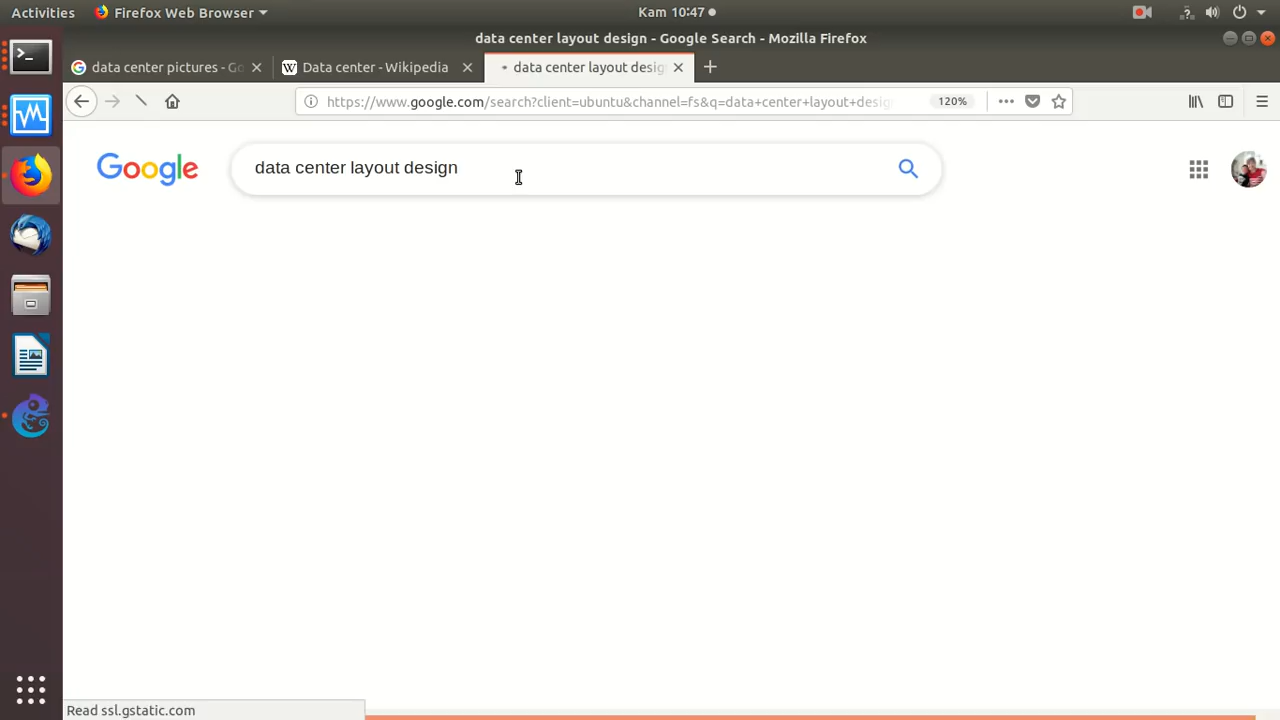 Activities
Firefox Web Browser
Kam 10:47
data center layout design - Google Search - Mozilla Firefox
data center pictures - Go
Data center - Wikipedia
data center layout desig
https://www.google.com/search?client=ubuntu&channel=fs&q=data+center+layout+desig
120%
Google
data center layout design
Read ssl.gstatic.com